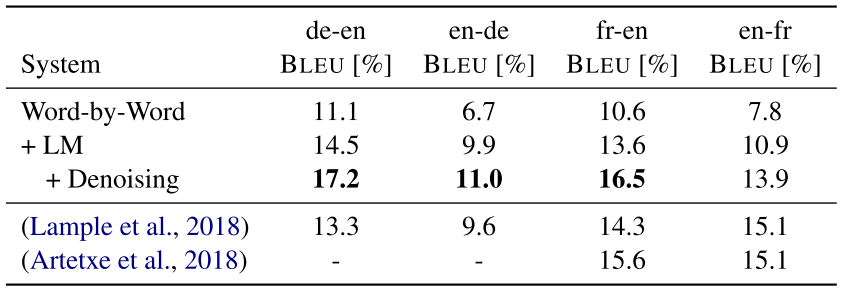 de-en en-de fr-en en-fr
System BLEU [%] BLEU [%] BLEU [%] BLEU [%]
Word-by-Word 11.1 6.7 10.6 7.8
+ LM 14.5 9.9 13.6 10.9
+ Denoising 17.2 11.0 16.5 13.9
(Lample et al., 2018) 13.3 9.6 14.3 15.1
(Artetxe et al., 2018) - - 15.6 15.1